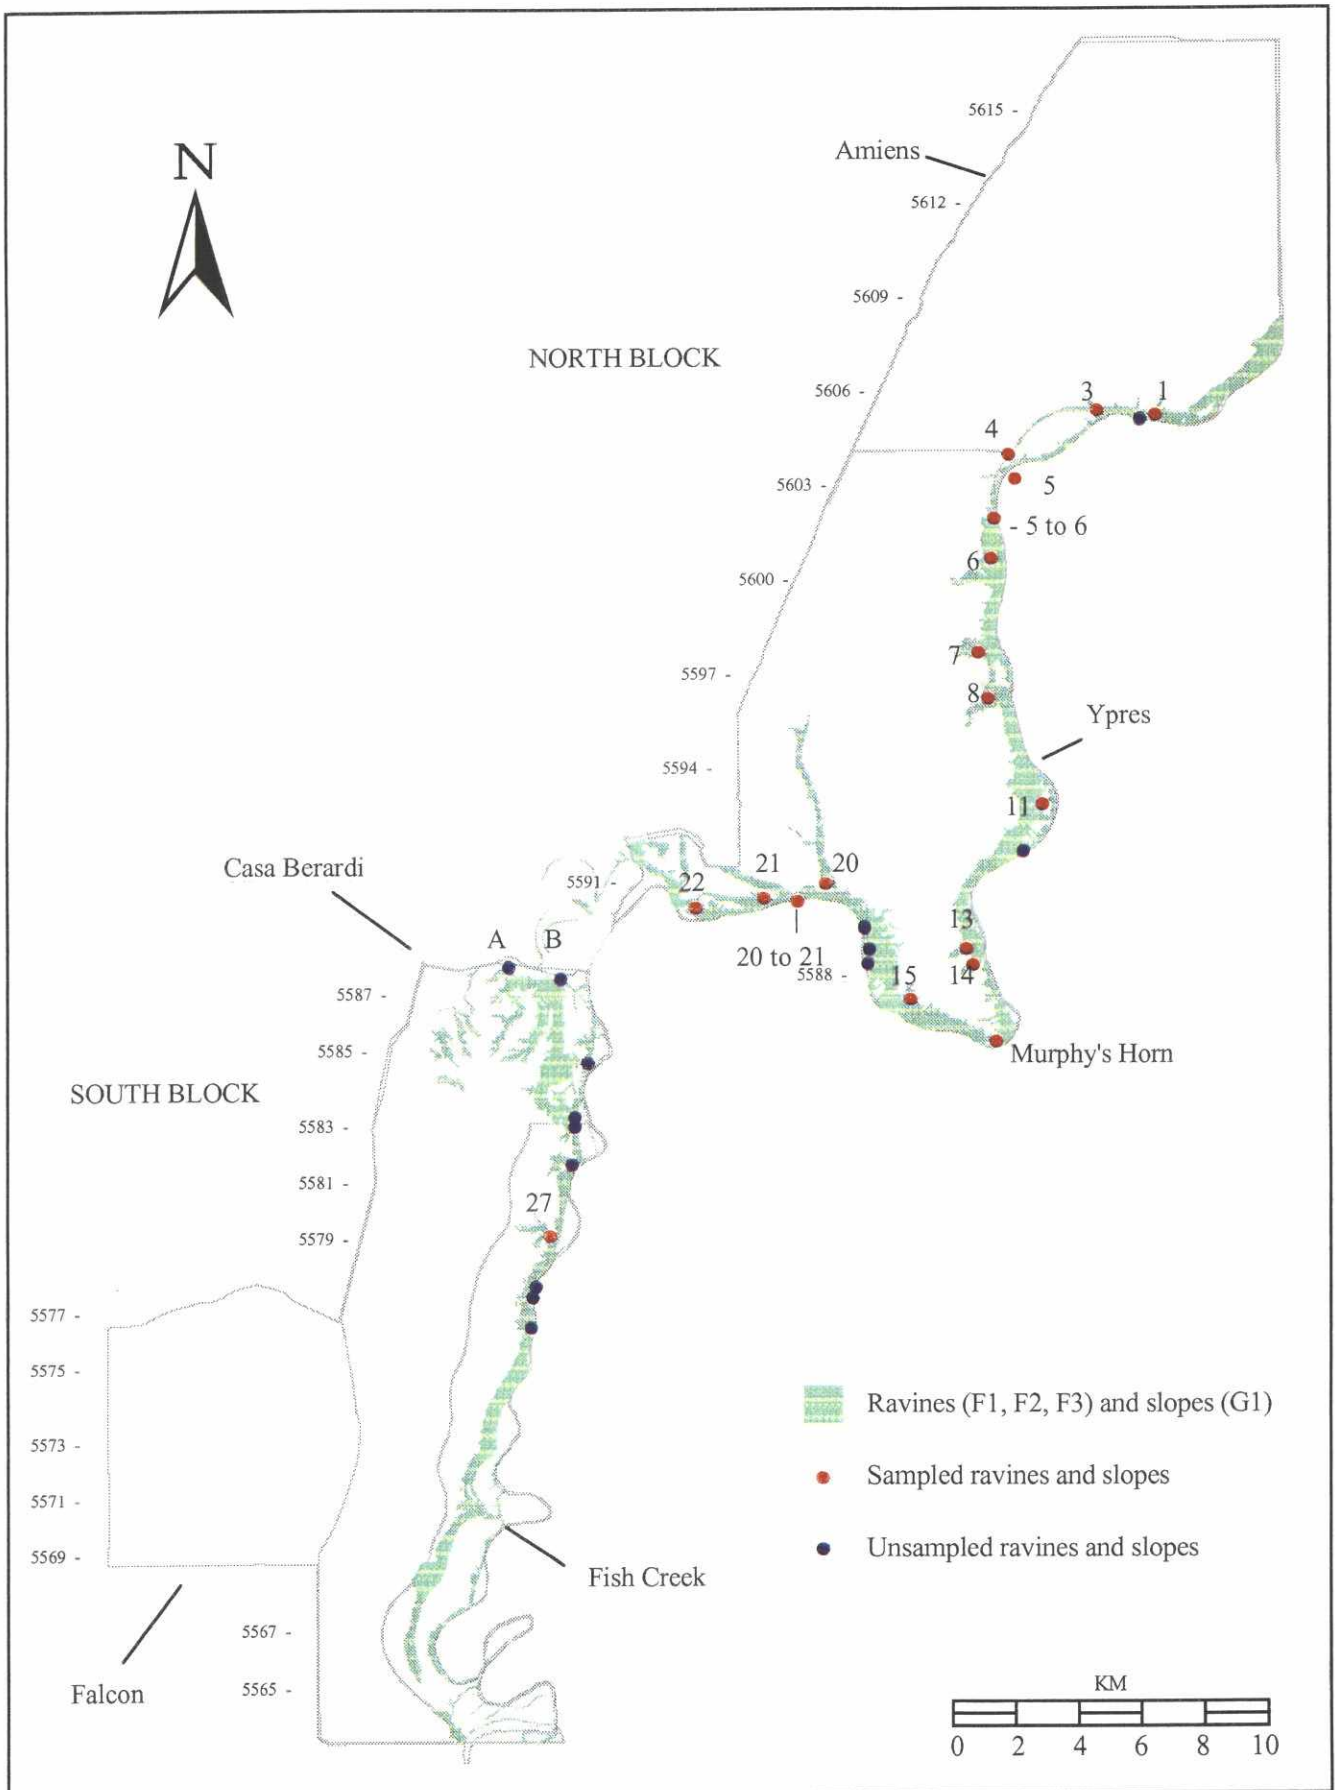 5615 -
Amiens
N
5612 -
5609 -
NORTH BLOCK
5606 -
3
1
4
5603 -
5
- 5 to 6
6
5600 -
7
5597 -
8
Ypres
5594 -
11
Casa Berardi
5591 -
22
21
20
13
A
B
20 to 21
14
5588 -
15
5587 -
5585 -
Murphy's Horn
SOUTH BLOCK
5583 -
5581 -
27
5579 -
5577 -
5575 -
Ravines (F1, F2, F3) and slopes (G1)
5573 -
Sampled ravines and slopes
5571 -
5569 -
Unsampled ravines and slopes
Fish Creek
5567 -
Falcon
5565 -
KM
0 2 4 6 8 10